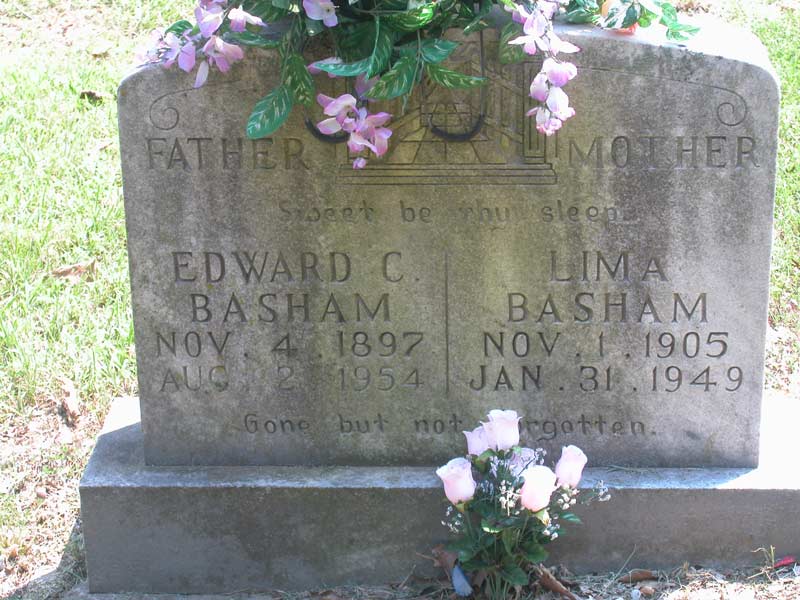 FATHER MOTHER
Sweet be thy sleep.
EDWARD C. LIMA
BASHAM BASHAM
NOV. 4. 1897 NOV. 1. 1905
AUG. 2 1954 JAN. 31. 1949
Gone but not forgotten.